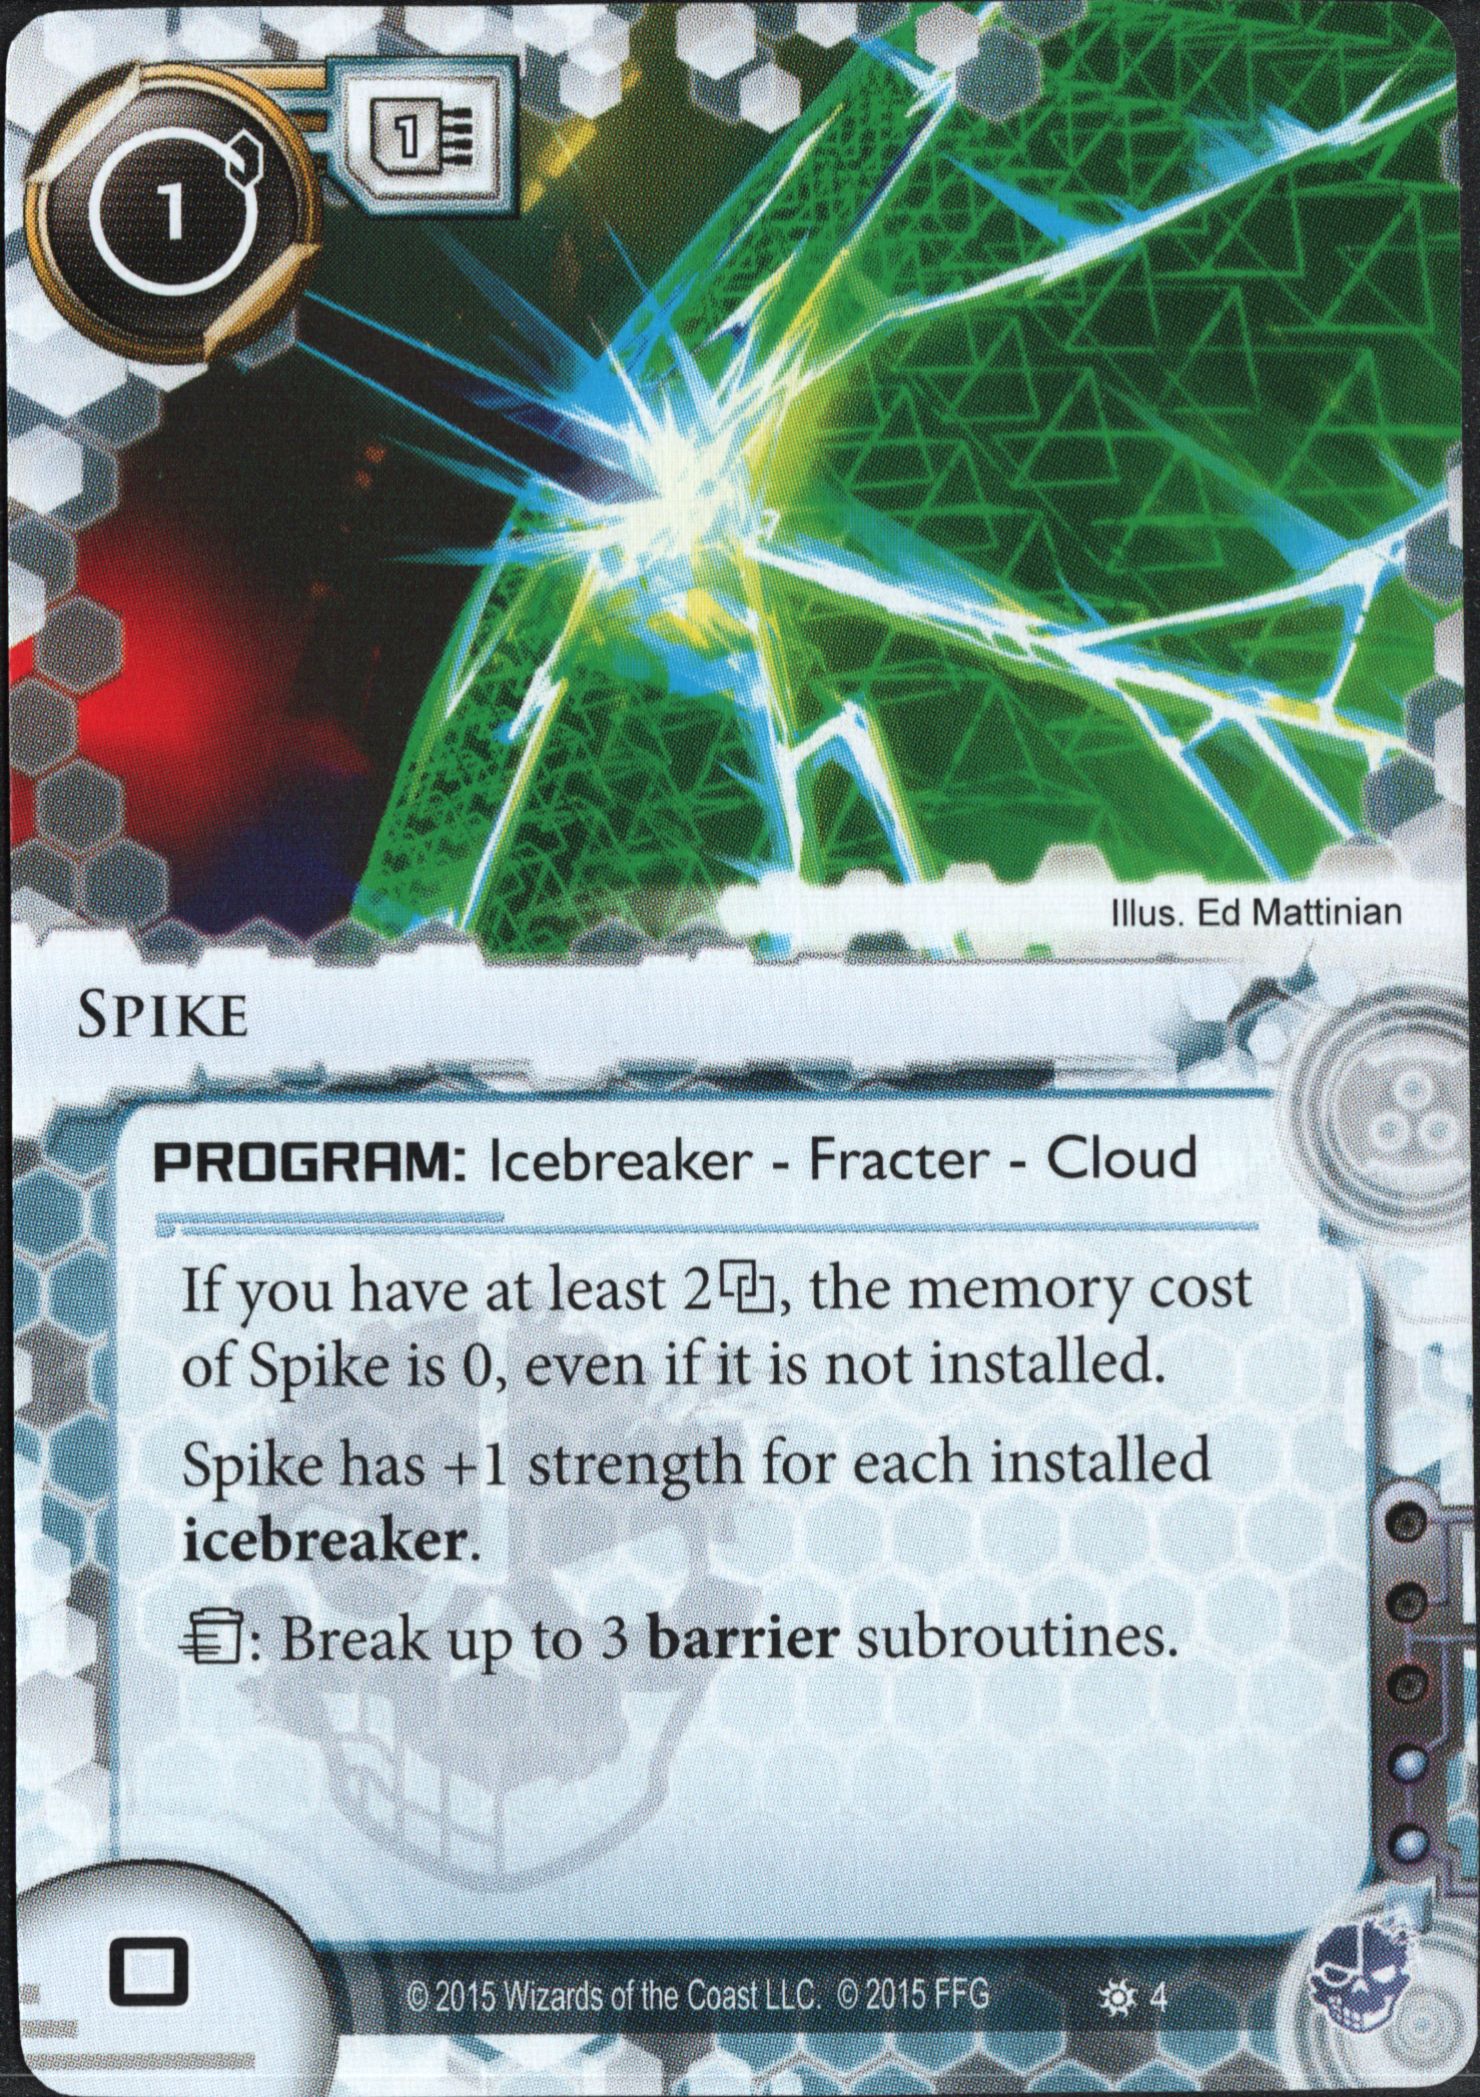 1
1
Illus. Ed Mattinian
SPIKE
PROGRAM: Icebreaker - Fracter - Cloud
If you have at least 2, the memory cost
of Spike is 0, even if it is not installed.
Spike has +1 strength for each installed
icebreaker.
: Break up to 3 barrier subroutines.
© 2015 Wizards of the Coast LLC. © 2015 FFG
4